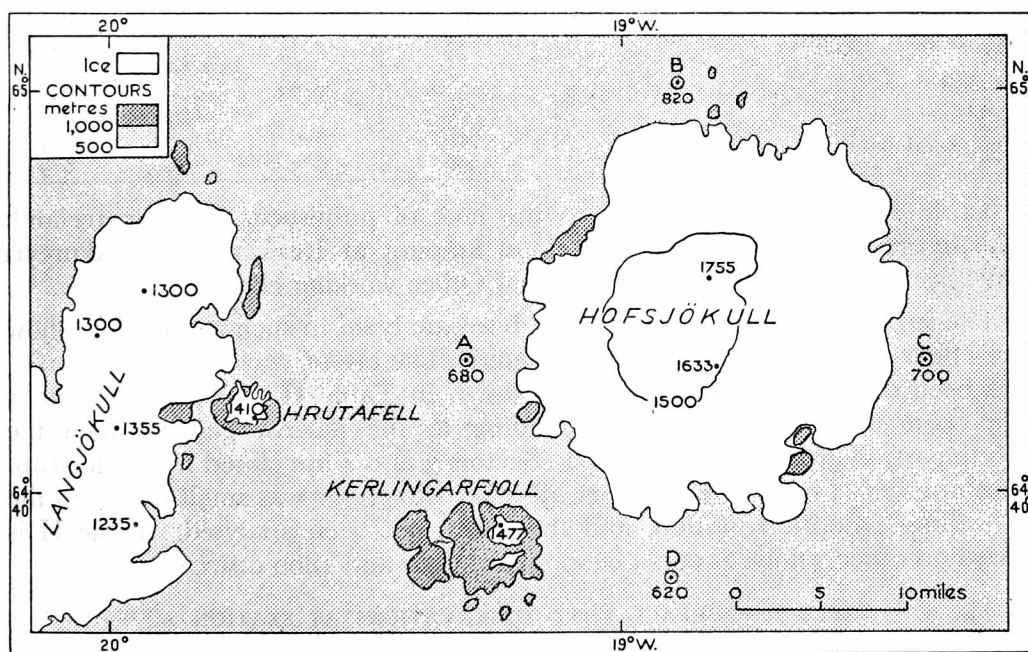 20°
19°W.
N.
65°
Ice
CONTOURS
metres
1,000
500
B
820
N.
65°
1300
1300
1755
HOFSJÖKULL
A
680
1633
C
700
1500
1410
HRUTAFELL
1355
LANGJÖKULL
KERLINGARFJOLL
64°
40
1235
1477
64°
40
D
620
0
5
10 miles
20°
19°W.